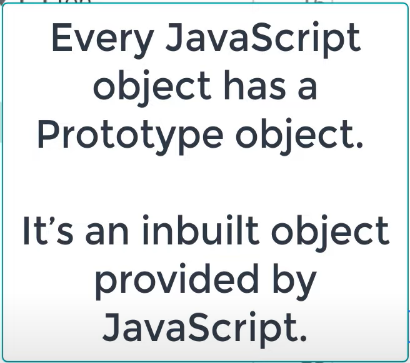 Every JavaScript
object has a
Prototype object.
It's an inbuilt object
provided by
JavaScript.